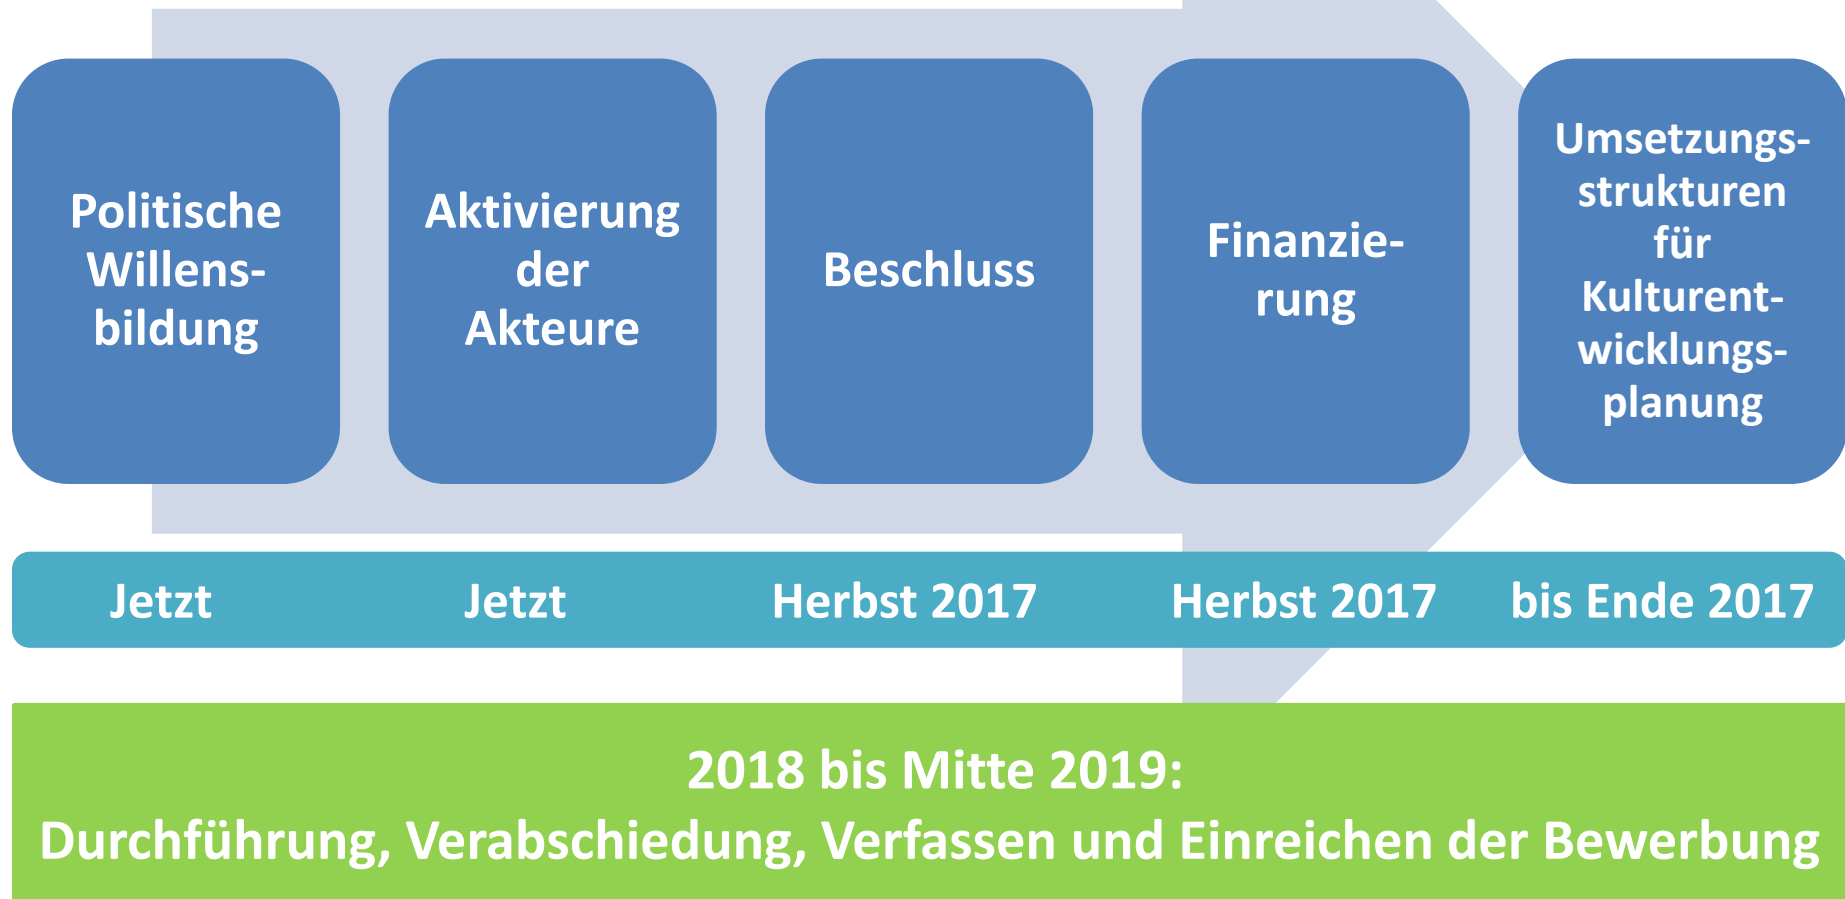 Politische
Willens-
bildung
Aktivierung
der
Akteure
Beschluss
Finanzie-
rung
Umsetzungs-
strukturen
für
Kulturent-
wicklungs-
planung
Jetzt
Jetzt
Herbst 2017
Herbst 2017
bis Ende 2017
2018 bis Mitte 2019:
Durchführung, Verabschiedung, Verfassen und Einreichen der Bewerbung